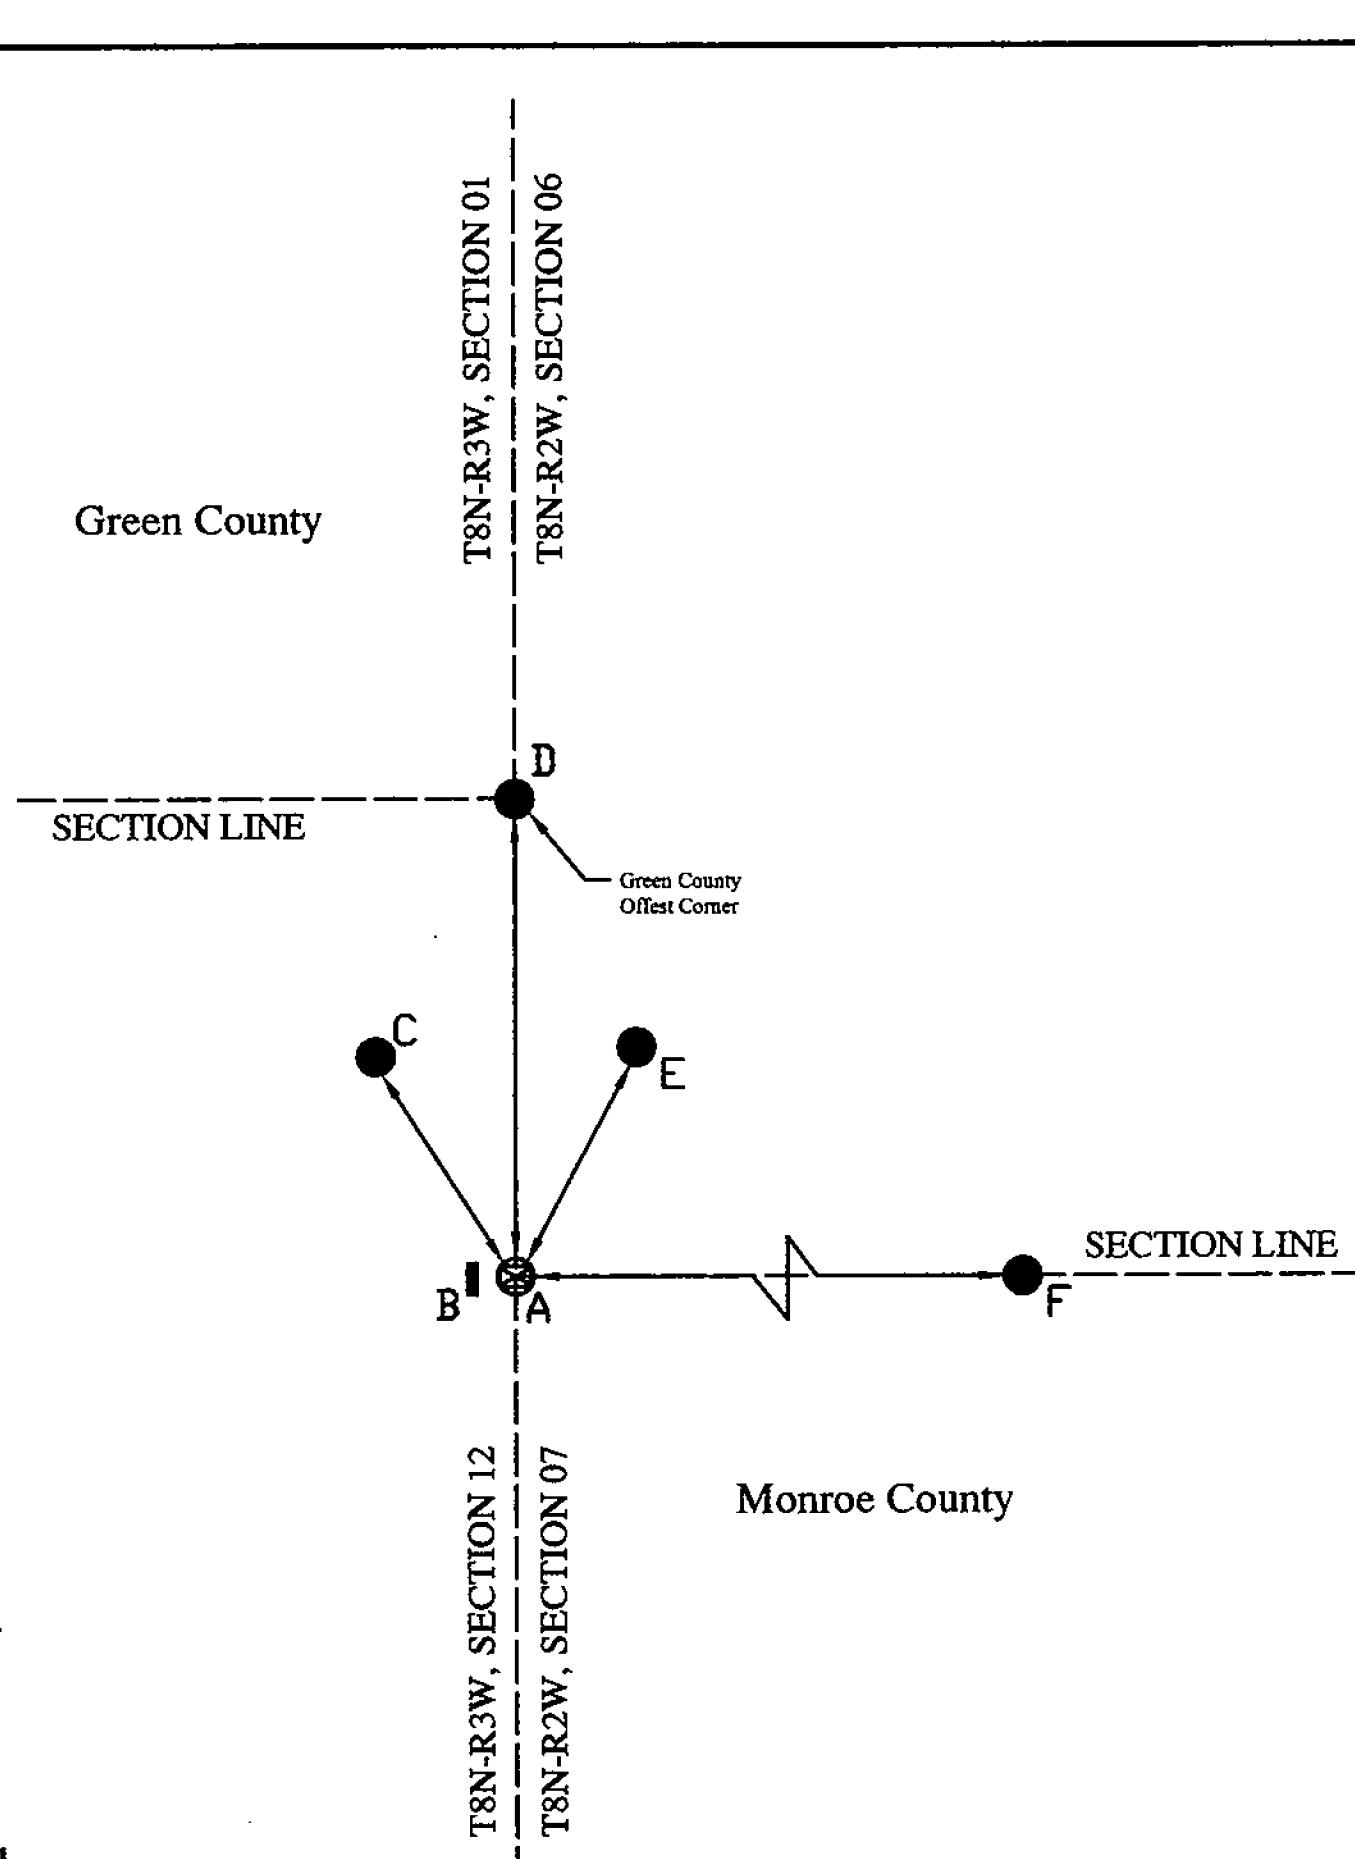 T8N-R3W, SECTION 01
T8N-R2W, SECTION 06
Green County
D
SECTION LINE
Green County
Offest Corner
C
E
SECTION LINE
B
A
F
Monroe County
T8N-R3W, SECTION 12
T8N-R2W, SECTION 07